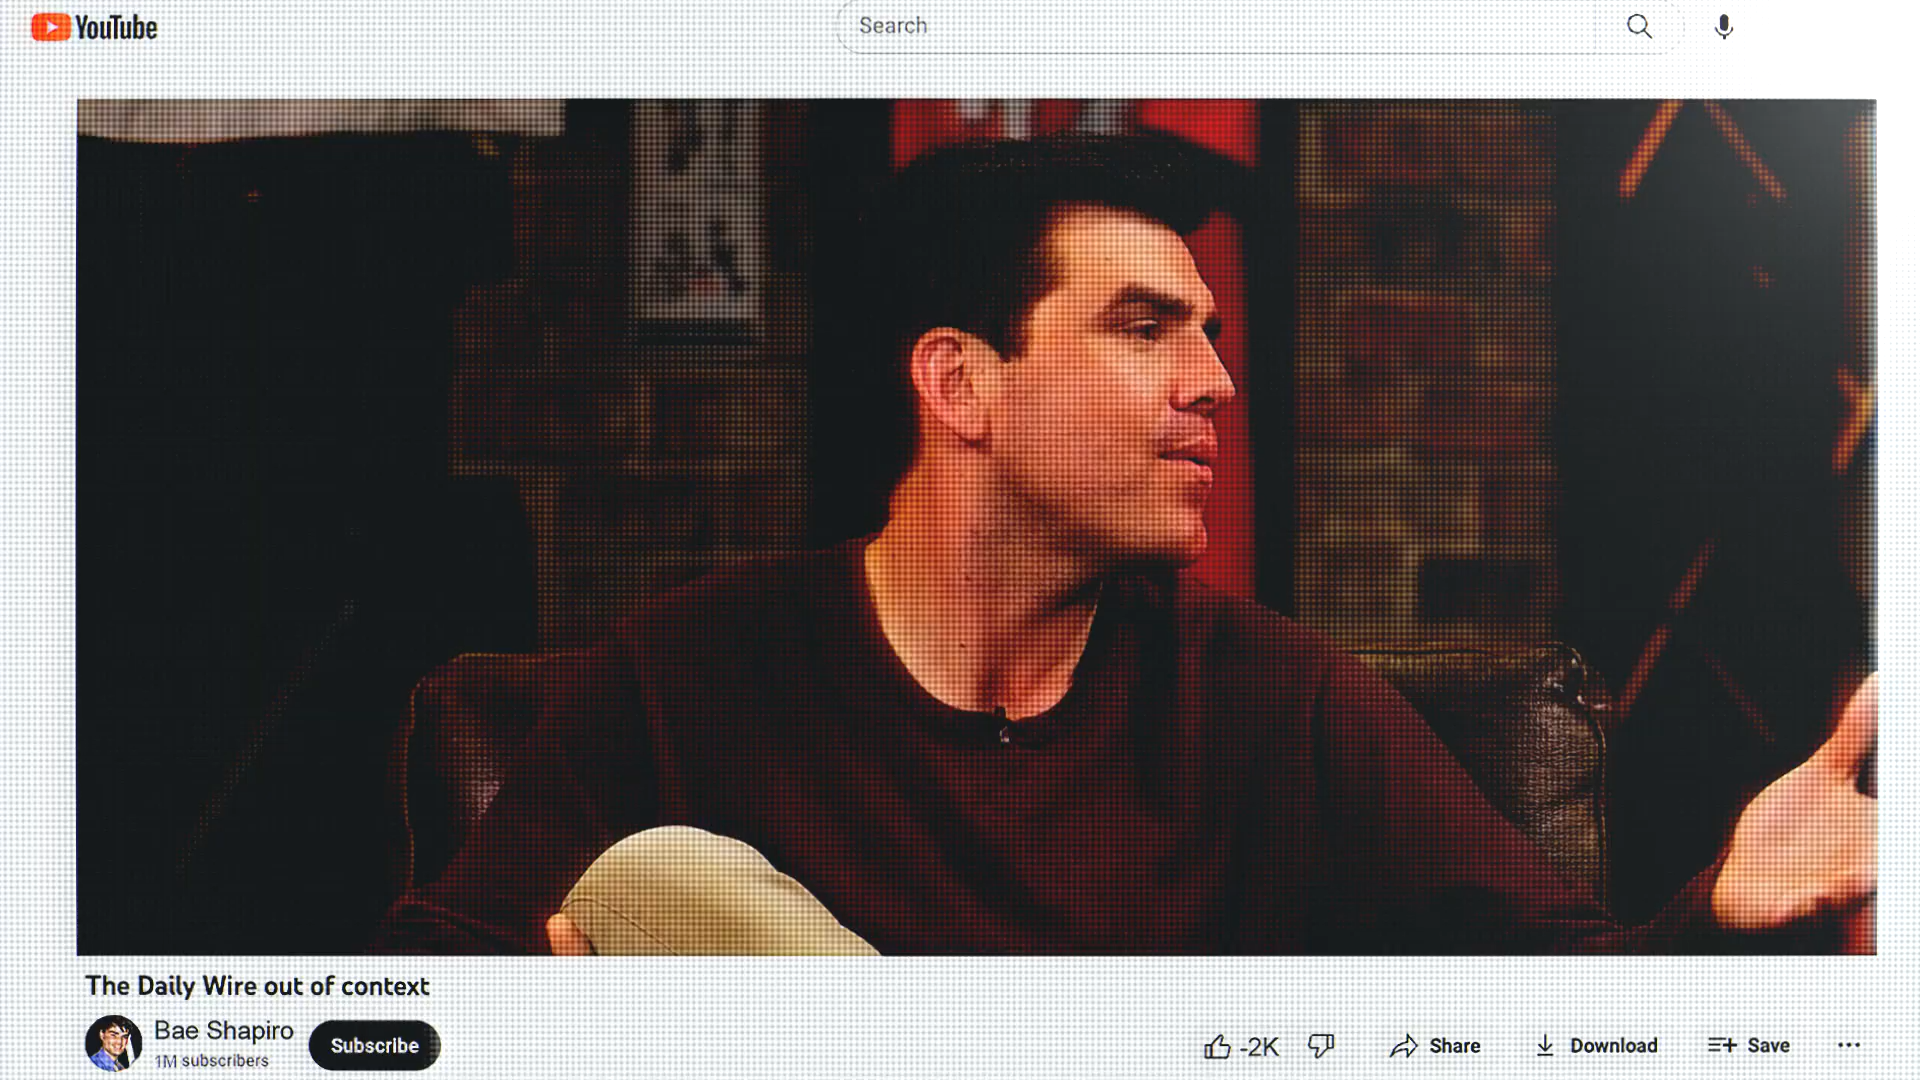 YouTube
Search
The Daily Wire out of context
Bae Shapiro
1M subscribers
Subscribe
-2K
Share
Download
Save